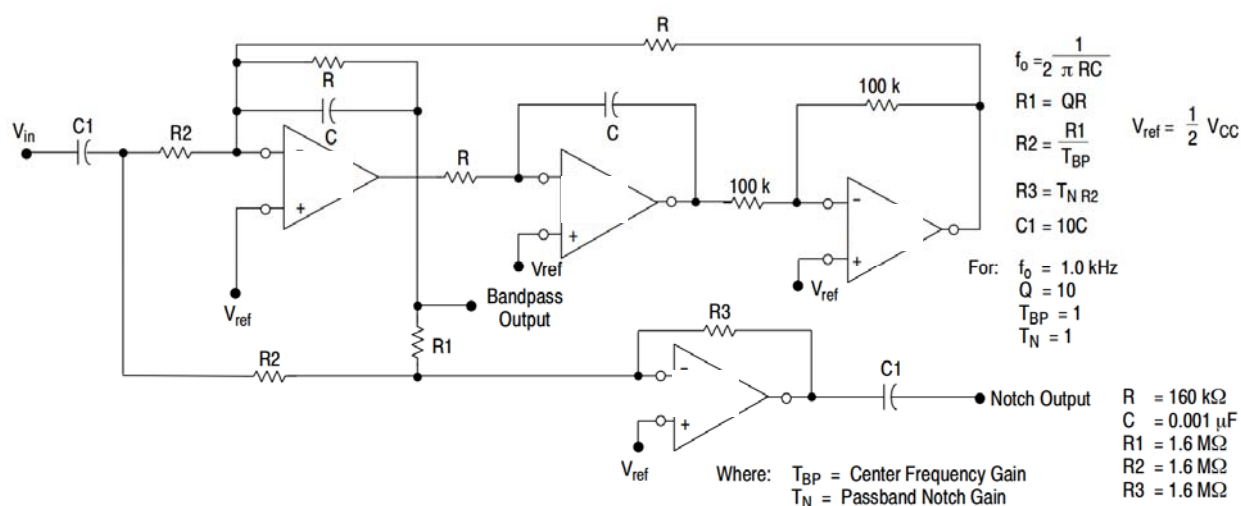 R
R
C
Vin
C1
R2
−
+
Vref
R
C
+
Vref
100 k
100 k
−
+
Vref
Bandpass
Output
R1
R2
R3
−
+
Vref
C1
Notch Output
fo = 1
2 π RC
R1 = QR
R2 = R1
TBP
R3 = TN R2
C1 = 10C
Vref = 1
2 VCC
For: fo = 1.0 kHz
Q = 10
TBP = 1
TN = 1
R = 160 kΩ
C = 0.001 μF
R1 = 1.6 MΩ
R2 = 1.6 MΩ
R3 = 1.6 MΩ
Where: TBP = Center Frequency Gain
TN = Passband Notch Gain